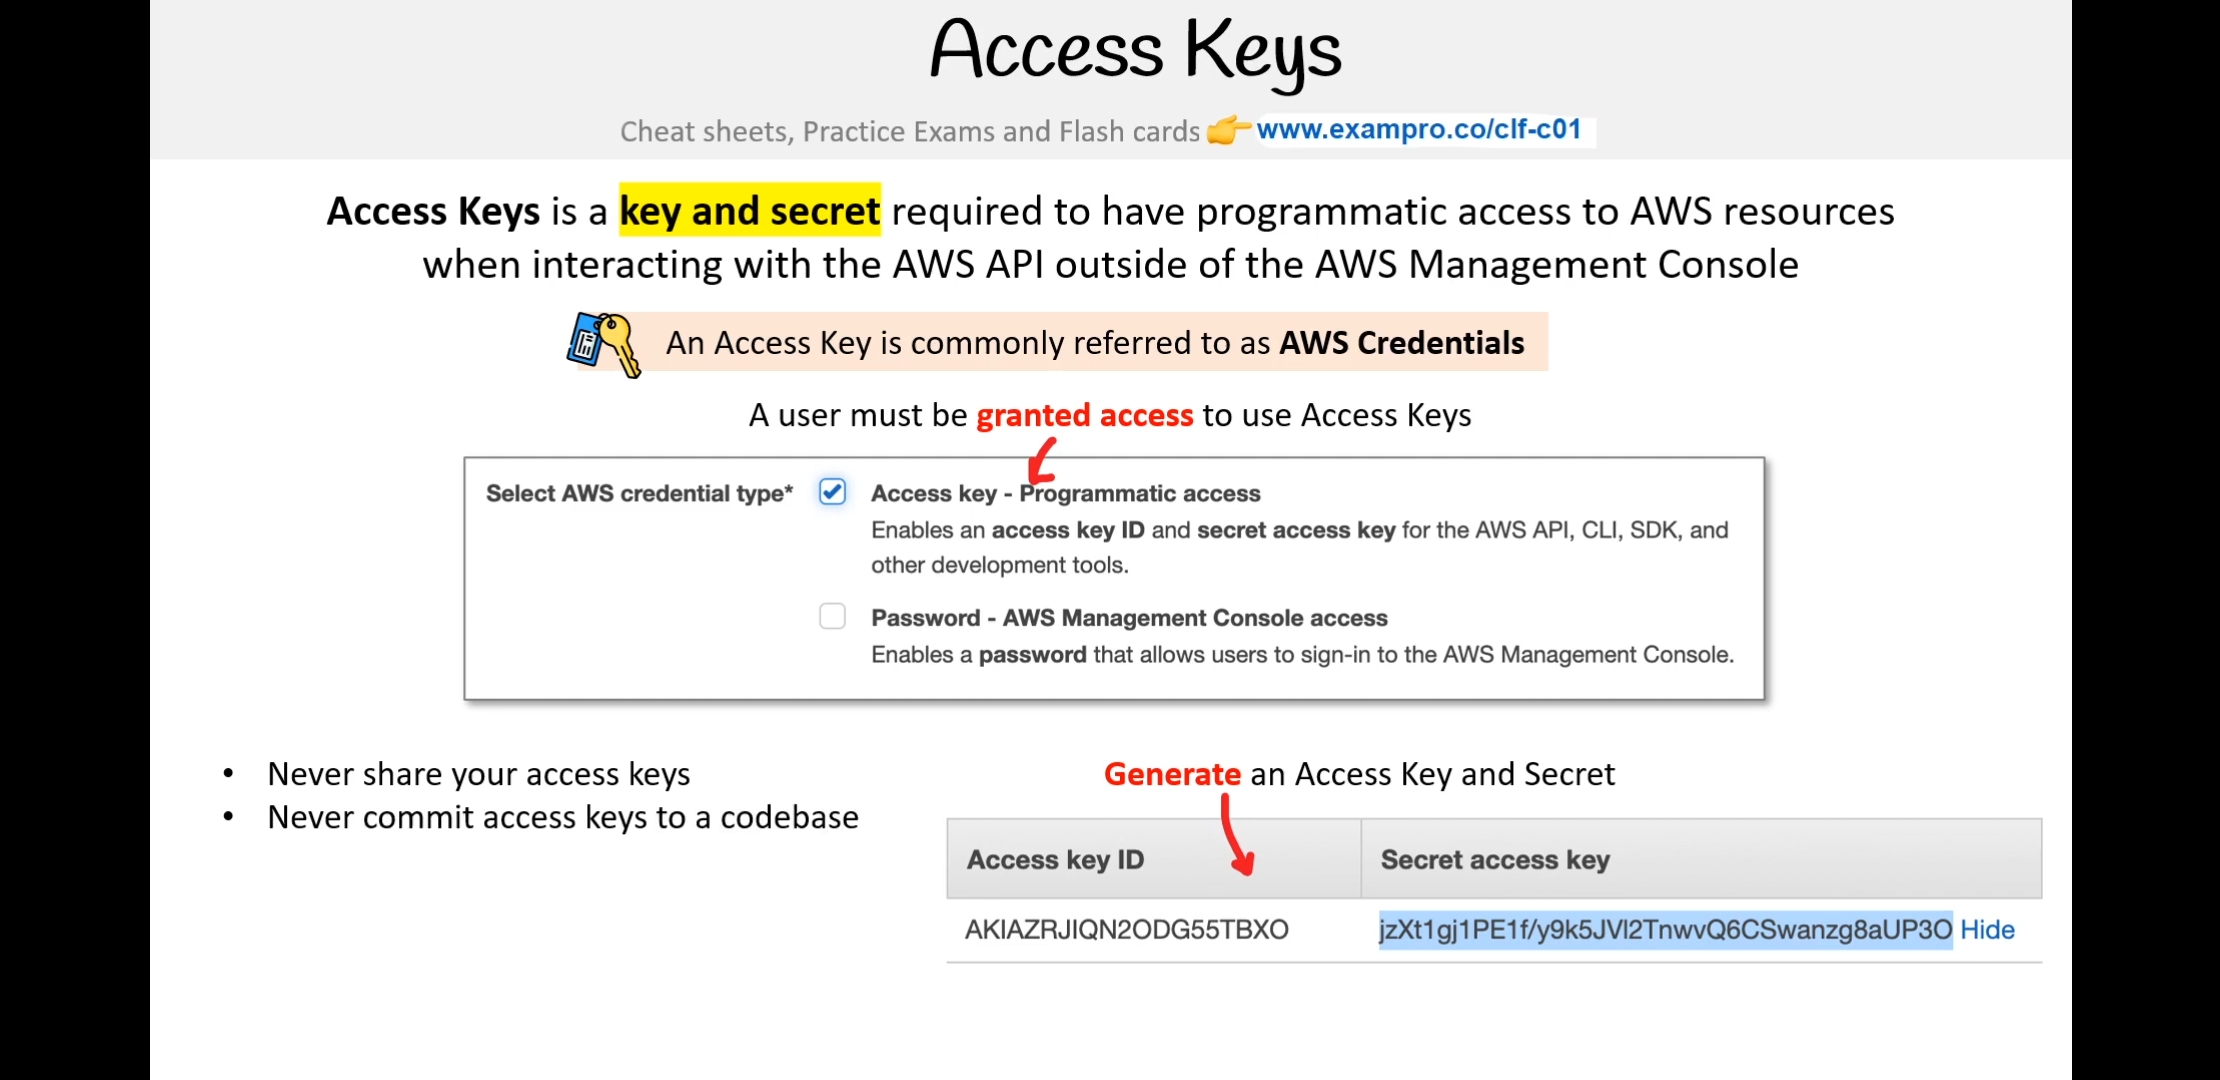 Access Keys
Cheat sheets, Practice Exams and Flash cards www.exampro.co/clf-c01
Access Keys is a key and secret required to have programmatic access to AWS resources
when interacting with the AWS API outside of the AWS Management Console
An Access Key is commonly referred to as AWS Credentials
A user must be granted access to use Access Keys
Select AWS credential type*
Access key - Programmatic access
Enables an access key ID and secret access key for the AWS API, CLI, SDK, and
other development tools.
Password - AWS Management Console access
Enables a password that allows users to sign-in to the AWS Management Console.
• Never share your access keys
• Never commit access keys to a codebase
Generate an Access Key and Secret
Access key ID Secret access key
AKIAZRJIQN2ODG55TBXO jzXt1gj1PE1f/y9k5JVl2TnwvQ6CSwanzg8aUP3O Hide